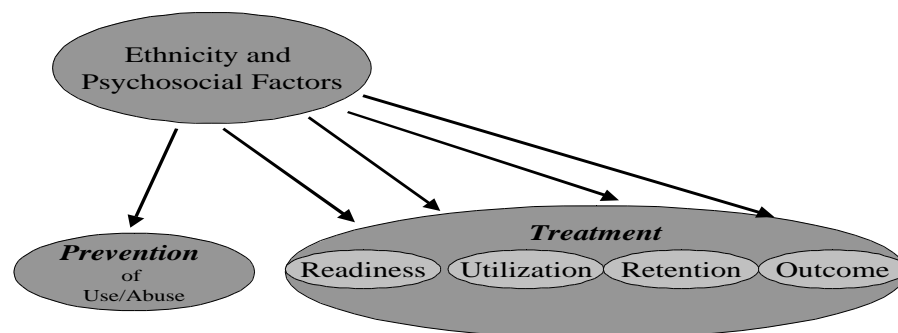 Ethnicity and
Psychosocial Factors
Prevention
of
Use/Abuse
Treatment
Readiness
Utilization
Retention
Outcome